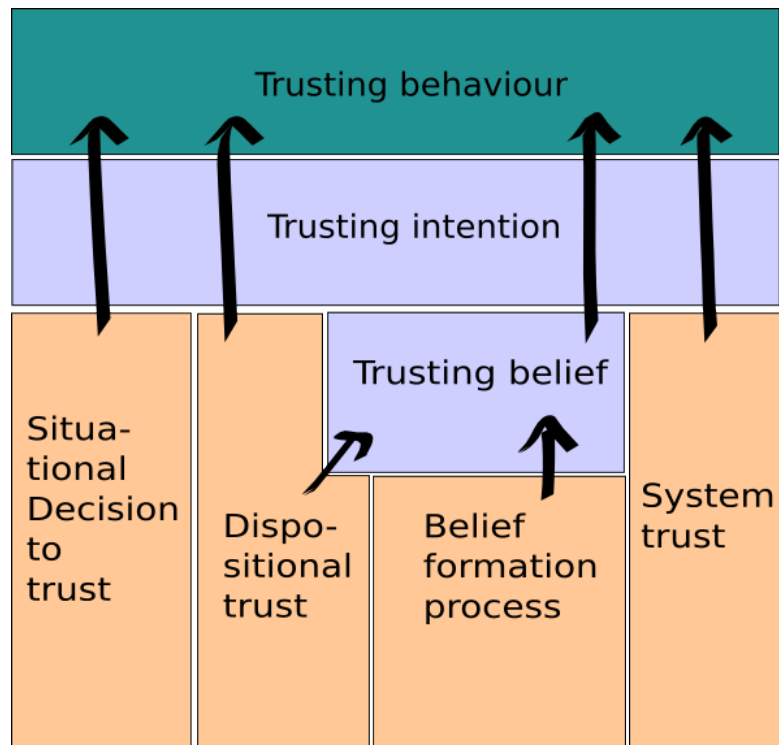 Trusting behaviour
Trusting intention
Trusting belief
Situa-
tional
Decision
to
trust
Dispo-
sitional
trust
Belief
formation
process
System
trust